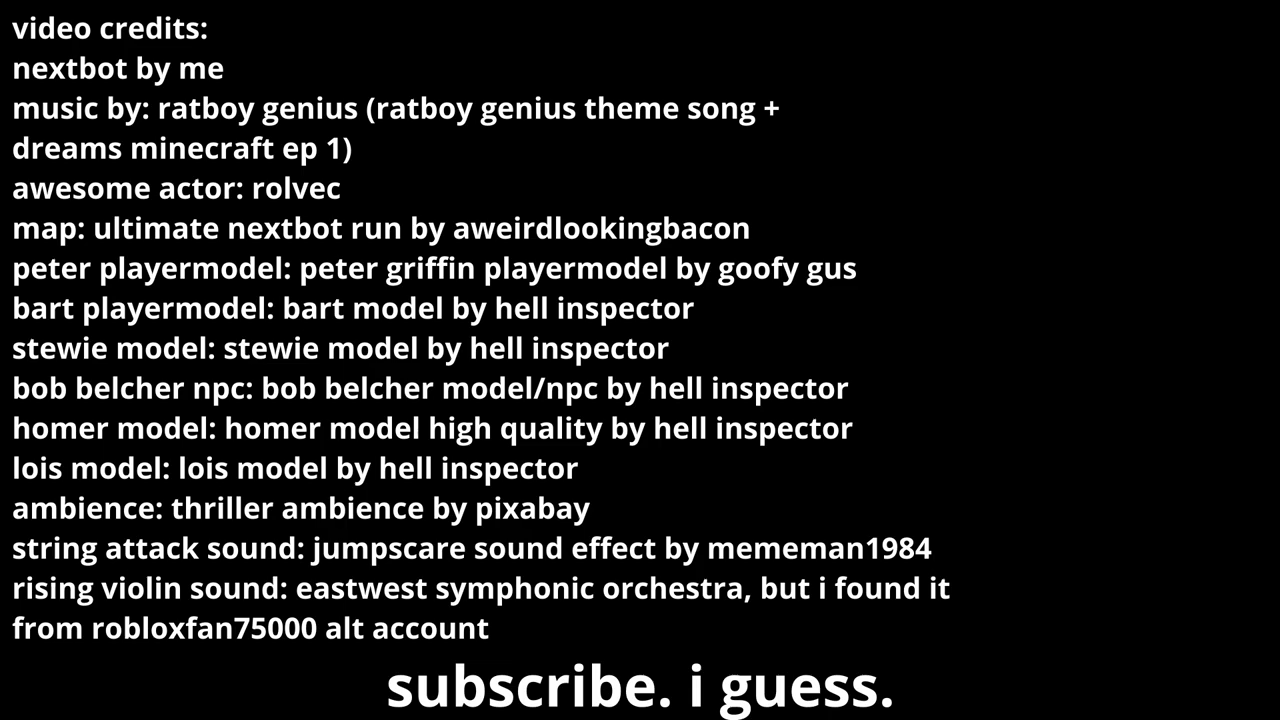 video credits:
nextbot by me
music by: ratboy genius (ratboy genius theme song +
dreams minecraft ep 1)
awesome actor: rolvec
map: ultimate nextbot run by aweirdlookingbacon
peter playermodel: peter griffin playermodel by goofy gus
bart playermodel: bart model by hell inspector
stewie model: stewie model by hell inspector
bob belcher npc: bob belcher model/npc by hell inspector
homer model: homer model high quality by hell inspector
lois model: lois model by hell inspector
ambience: thriller ambience by pixabay
string attack sound: jumpscare sound effect by mememan1984
rising violin sound: eastwest symphonic orchestra, but i found it
from robloxfan75000 alt account
subscribe. i guess.